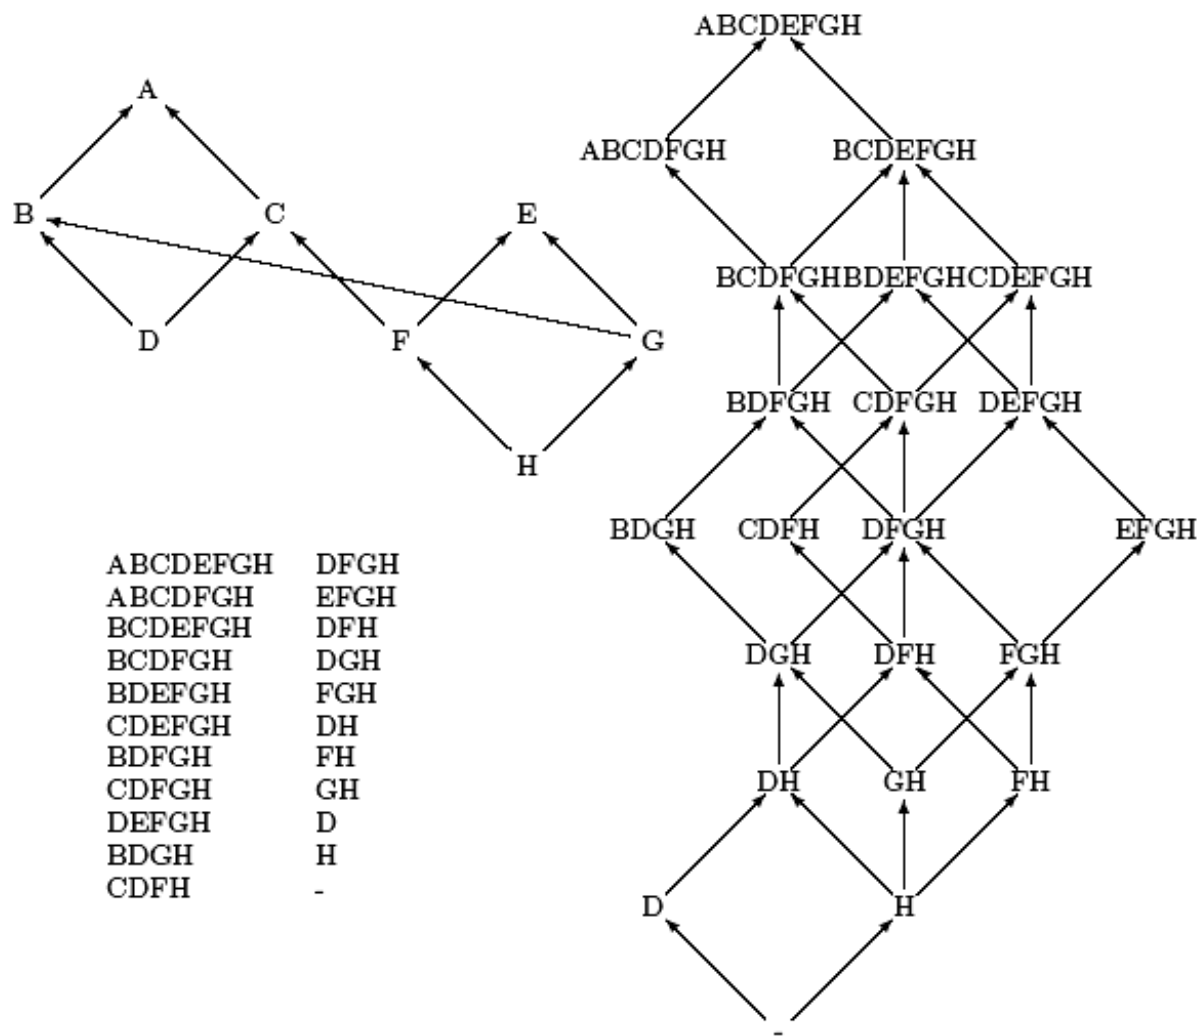 A
B C E
D F G
H
ABCDEFGH DFGH
ABCDFGH EFGH
BCDEFGH DFH
BCDFGH DGH
BDEFGH FGH
CDEFGH DH
BDFGH FH
CDFGH GH
DEFGH D
BDGH H
CDFH -
ABCDEFGH
ABCDFGH BCDEFGH
BCDFGH BDEFGH CDEFGH
BDFGH CDFGH DEFGH
BDGH CDFH DFGH EFGH
DGH DFH FGH
DH GH FH
D H
-